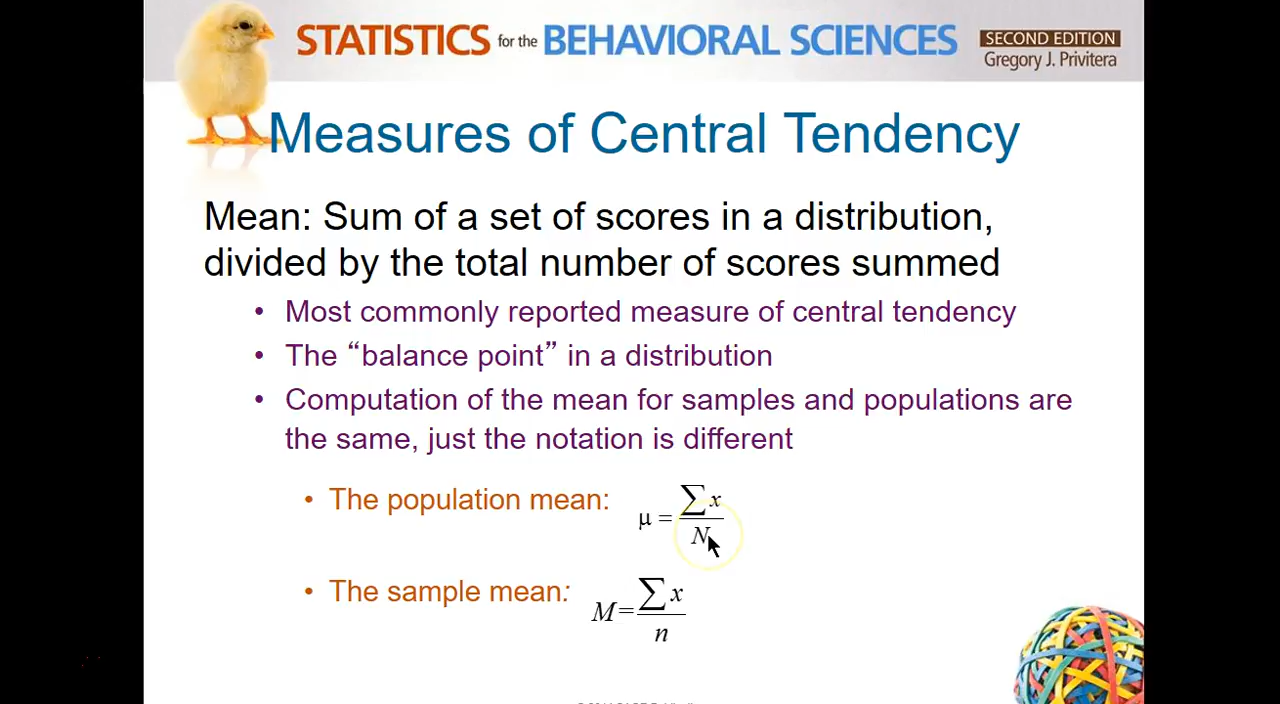 STATISTICS for the BEHAVIORAL SCIENCES SECOND EDITION
Gregory J. Privitera
Measures of Central Tendency
Mean: Sum of a set of scores in a distribution,
divided by the total number of scores summed
• Most commonly reported measure of central tendency
• The “balance point” in a distribution
• Computation of the mean for samples and populations are
the same, just the notation is different
• The population mean: μ = ∑x / N
• The sample mean: M = ∑x / n